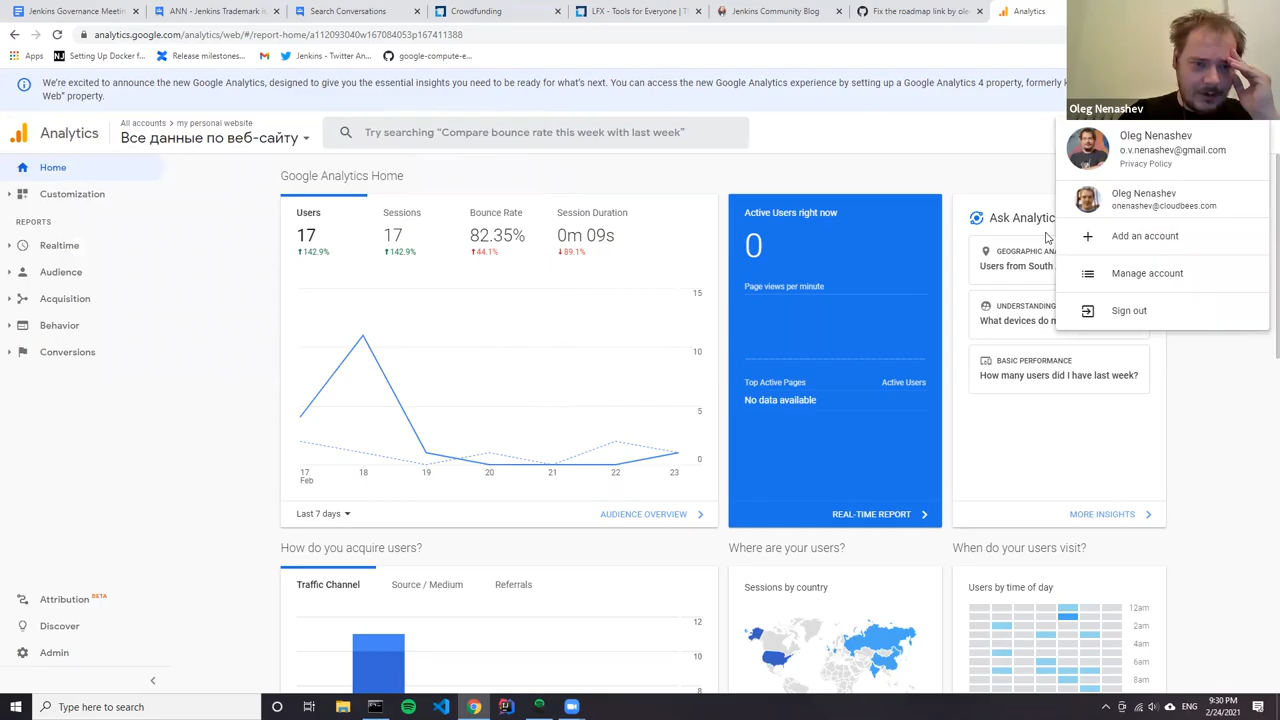 Jenkins Governance Meetin
ANN - Jenkins Trademark U
Search Conversations
Crowdfunding
LFX - Tools for Everyone | T
Jenkins Community Blog
Fix the roadmap link by ole
Analytics
analytics.google.com/analytics/web/#/report-home/a112093040w167084053p167411388
Apps
Setting Up Docker f...
Release milestones...
Jenkins - Twitter An...
google-compute-e...
We're excited to announce the new Google Analytics, designed to give you the essential insights you need to be ready for what's next. You can access the new Google Analytics experience by setting up a Google Analytics 4 property, formerly
Web" property.
Oleg Nenashev
Analytics
All accounts > my personal website
Все данные по веб-сайту
Try searching "Compare bounce rate this week with last week"
Oleg Nenashev
o.v.nenashev@gmail.com
Privacy Policy
Oleg Nenashev
onenashev@cloudbees.com
Add an account
Manage account
Sign out
Home
Customization
REPORTS
Realtime
Audience
Acquisition
Behavior
Conversions
Attribution BETA
Discover
Admin
Google Analytics Home
Users
17
↑142.9%
Sessions
17
↑142.9%
Bounce Rate
82.35%
↑44.1%
Session Duration
0m 09s
↓89.1%
15
10
5
0
17
Feb
18
19
20
21
22
23
Last 7 days
AUDIENCE OVERVIEW
Active Users right now
0
Page views per minute
Top Active Pages
Active Users
No data available
REAL-TIME REPORT
Ask Analytic
GEOGRAPHIC ANA
Users from South
UNDERSTANDING
What devices do m
BASIC PERFORMANCE
How many users did I have last week?
MORE INSIGHTS
How do you acquire users?
Traffic Channel
Source / Medium
Referrals
12
10
8
Where are your users?
Sessions by country
When do your users visit?
Users by time of day
12am
2am
4am
6am
8am
Type here to search
ENG
9:30 PM
2/24/2021